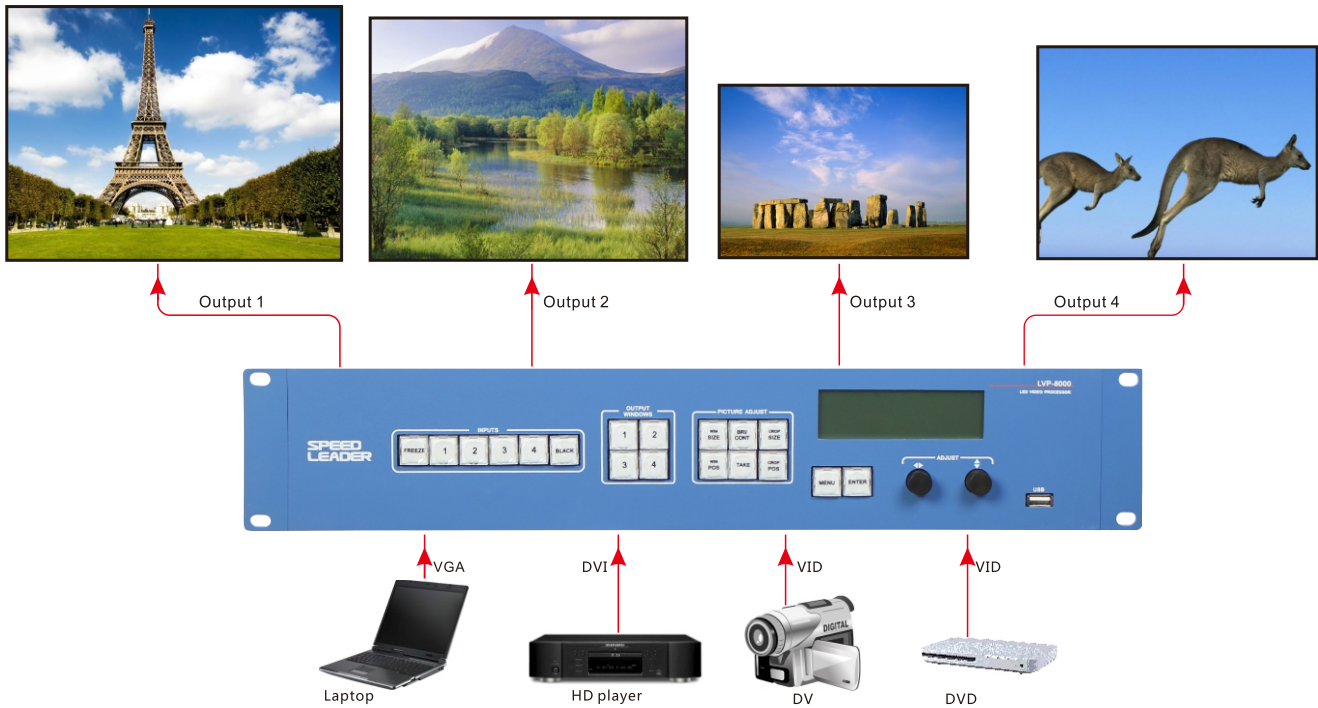 Output 1
Output 2
Output 3
Output 4
LVP-8000
LED VIDEO PROCESSOR
SPEED
LEADER
INPUTS
FREEZE
1
2
3
4
BLACK
OUTPUT
WINDOWS
1
2
3
4
PICTURE ADJUST
WIN
SIZE
BRI/
CONT
CROP
SIZE
WIN
POS
TAKE
CROP
POS
MENU
ENTER
ADJUST
USB
VGA
DVI
VID
VID
DIGITAL
Laptop
HD player
DV
DVD